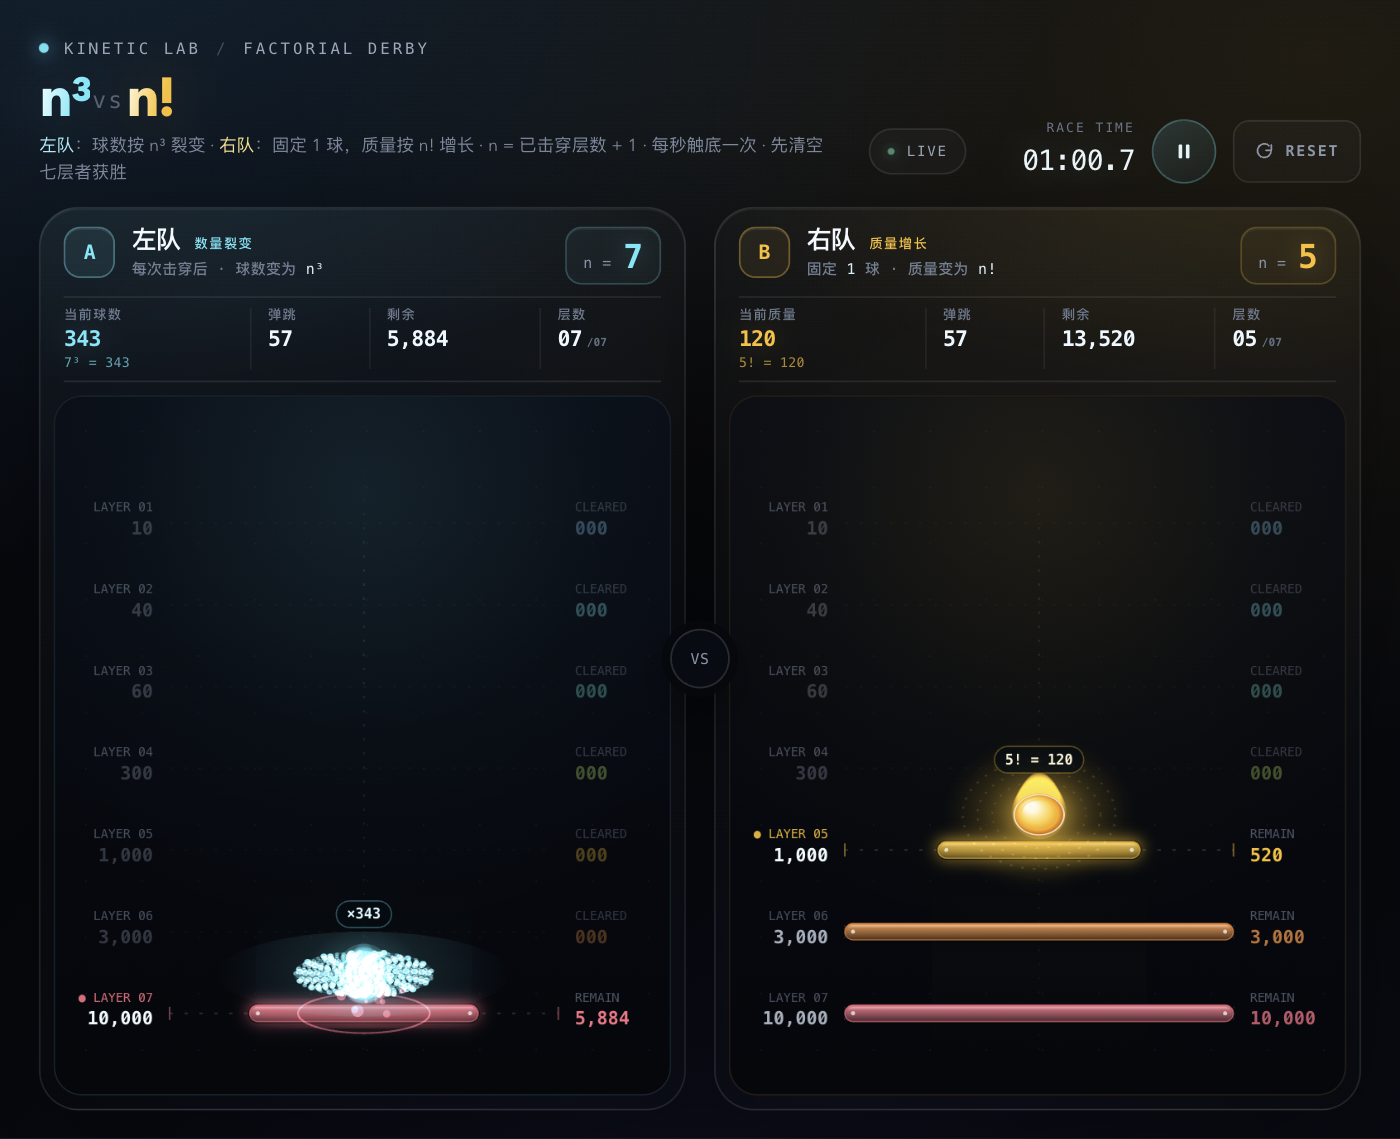 KINETIC LAB / FACTORIAL DERBY
n³ vs n!
左队：球数按 n³ 裂变 · 右队：固定 1 球，质量按 n! 增长 · n = 已击穿层数 + 1 · 每秒触底一次 · 先清空
七层者获胜
LIVE
RACE TIME
01:00.7
RESET
A
左队 数量裂变
每次击穿后 · 球数变为 n³
n = 7
当前球数 弹跳 剩余 层数
343 57 5,884 07 /07
7³ = 343
LAYER 01 CLEARED
10 000
LAYER 02 CLEARED
40 000
LAYER 03 CLEARED
60 000
LAYER 04 CLEARED
300 000
LAYER 05 CLEARED
1,000 000
×343
LAYER 06 CLEARED
3,000 000
LAYER 07 REMAIN
10,000 5,884
VS
B
右队 质量增长
固定 1 球 · 质量变为 n!
n = 5
当前质量 弹跳 剩余 层数
120 57 13,520 05 /07
5! = 120
LAYER 01 CLEARED
10 000
LAYER 02 CLEARED
40 000
LAYER 03 CLEARED
60 000
LAYER 04 CLEARED
5! = 120
300 000
LAYER 05 REMAIN
1,000 520
LAYER 06 REMAIN
3,000 3,000
LAYER 07 REMAIN
10,000 10,000